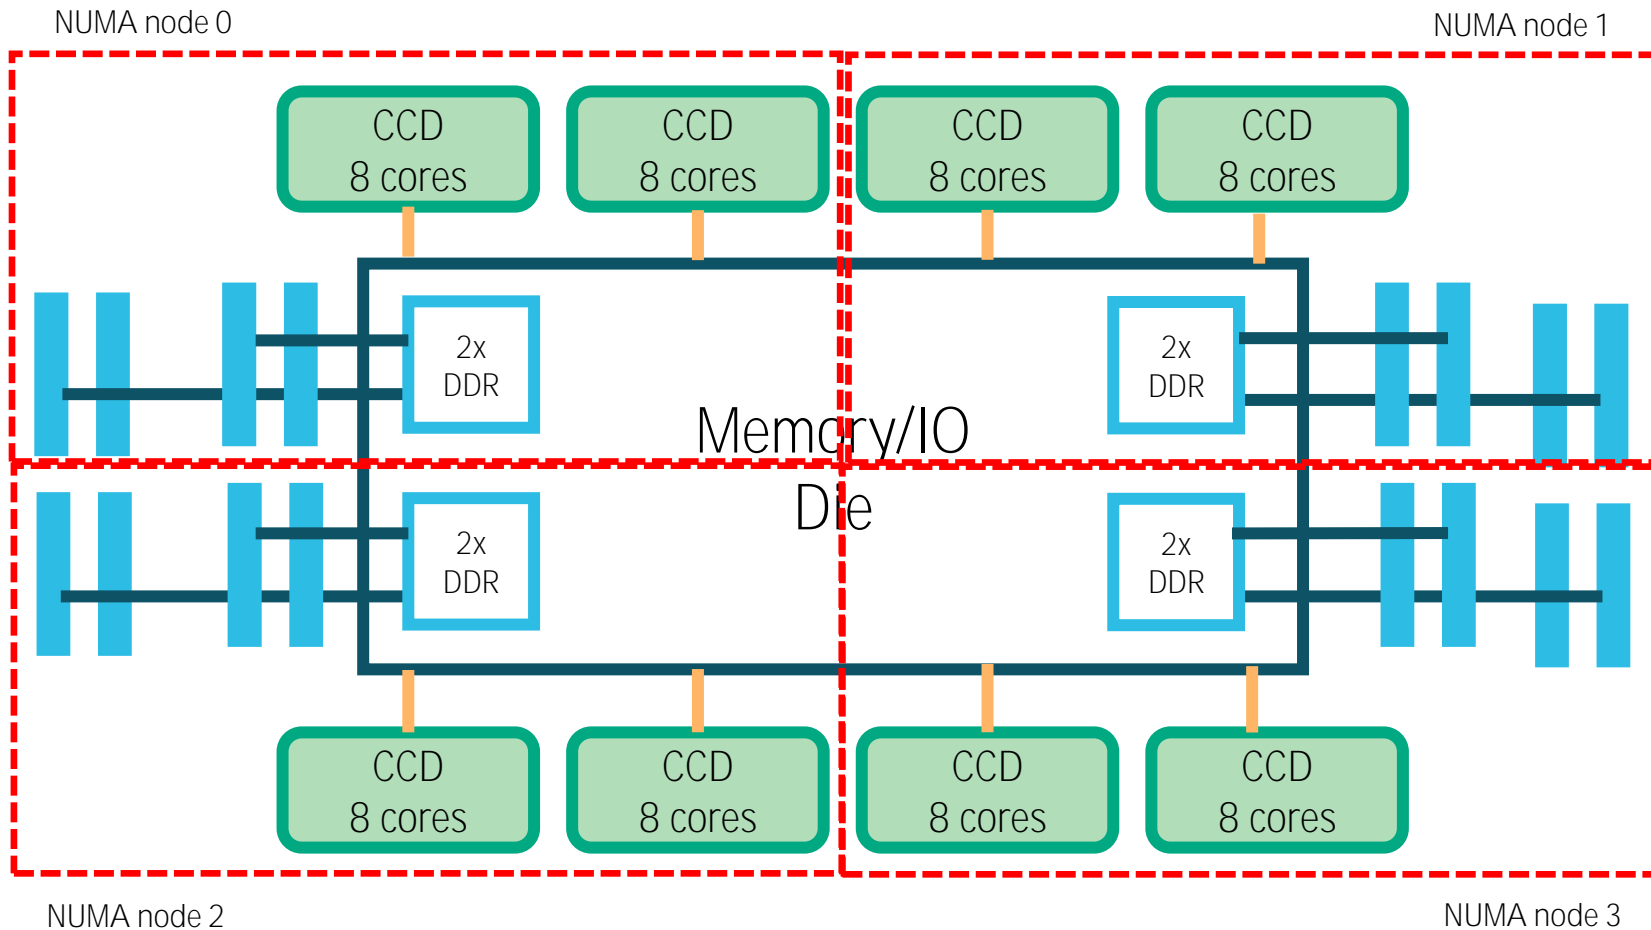 NUMA node 0
NUMA node 1
CCD
8 cores
CCD
8 cores
CCD
8 cores
CCD
8 cores
2x
DDR
2x
DDR
Memory/IO
Die
2x
DDR
2x
DDR
CCD
8 cores
CCD
8 cores
CCD
8 cores
CCD
8 cores
NUMA node 2
NUMA node 3